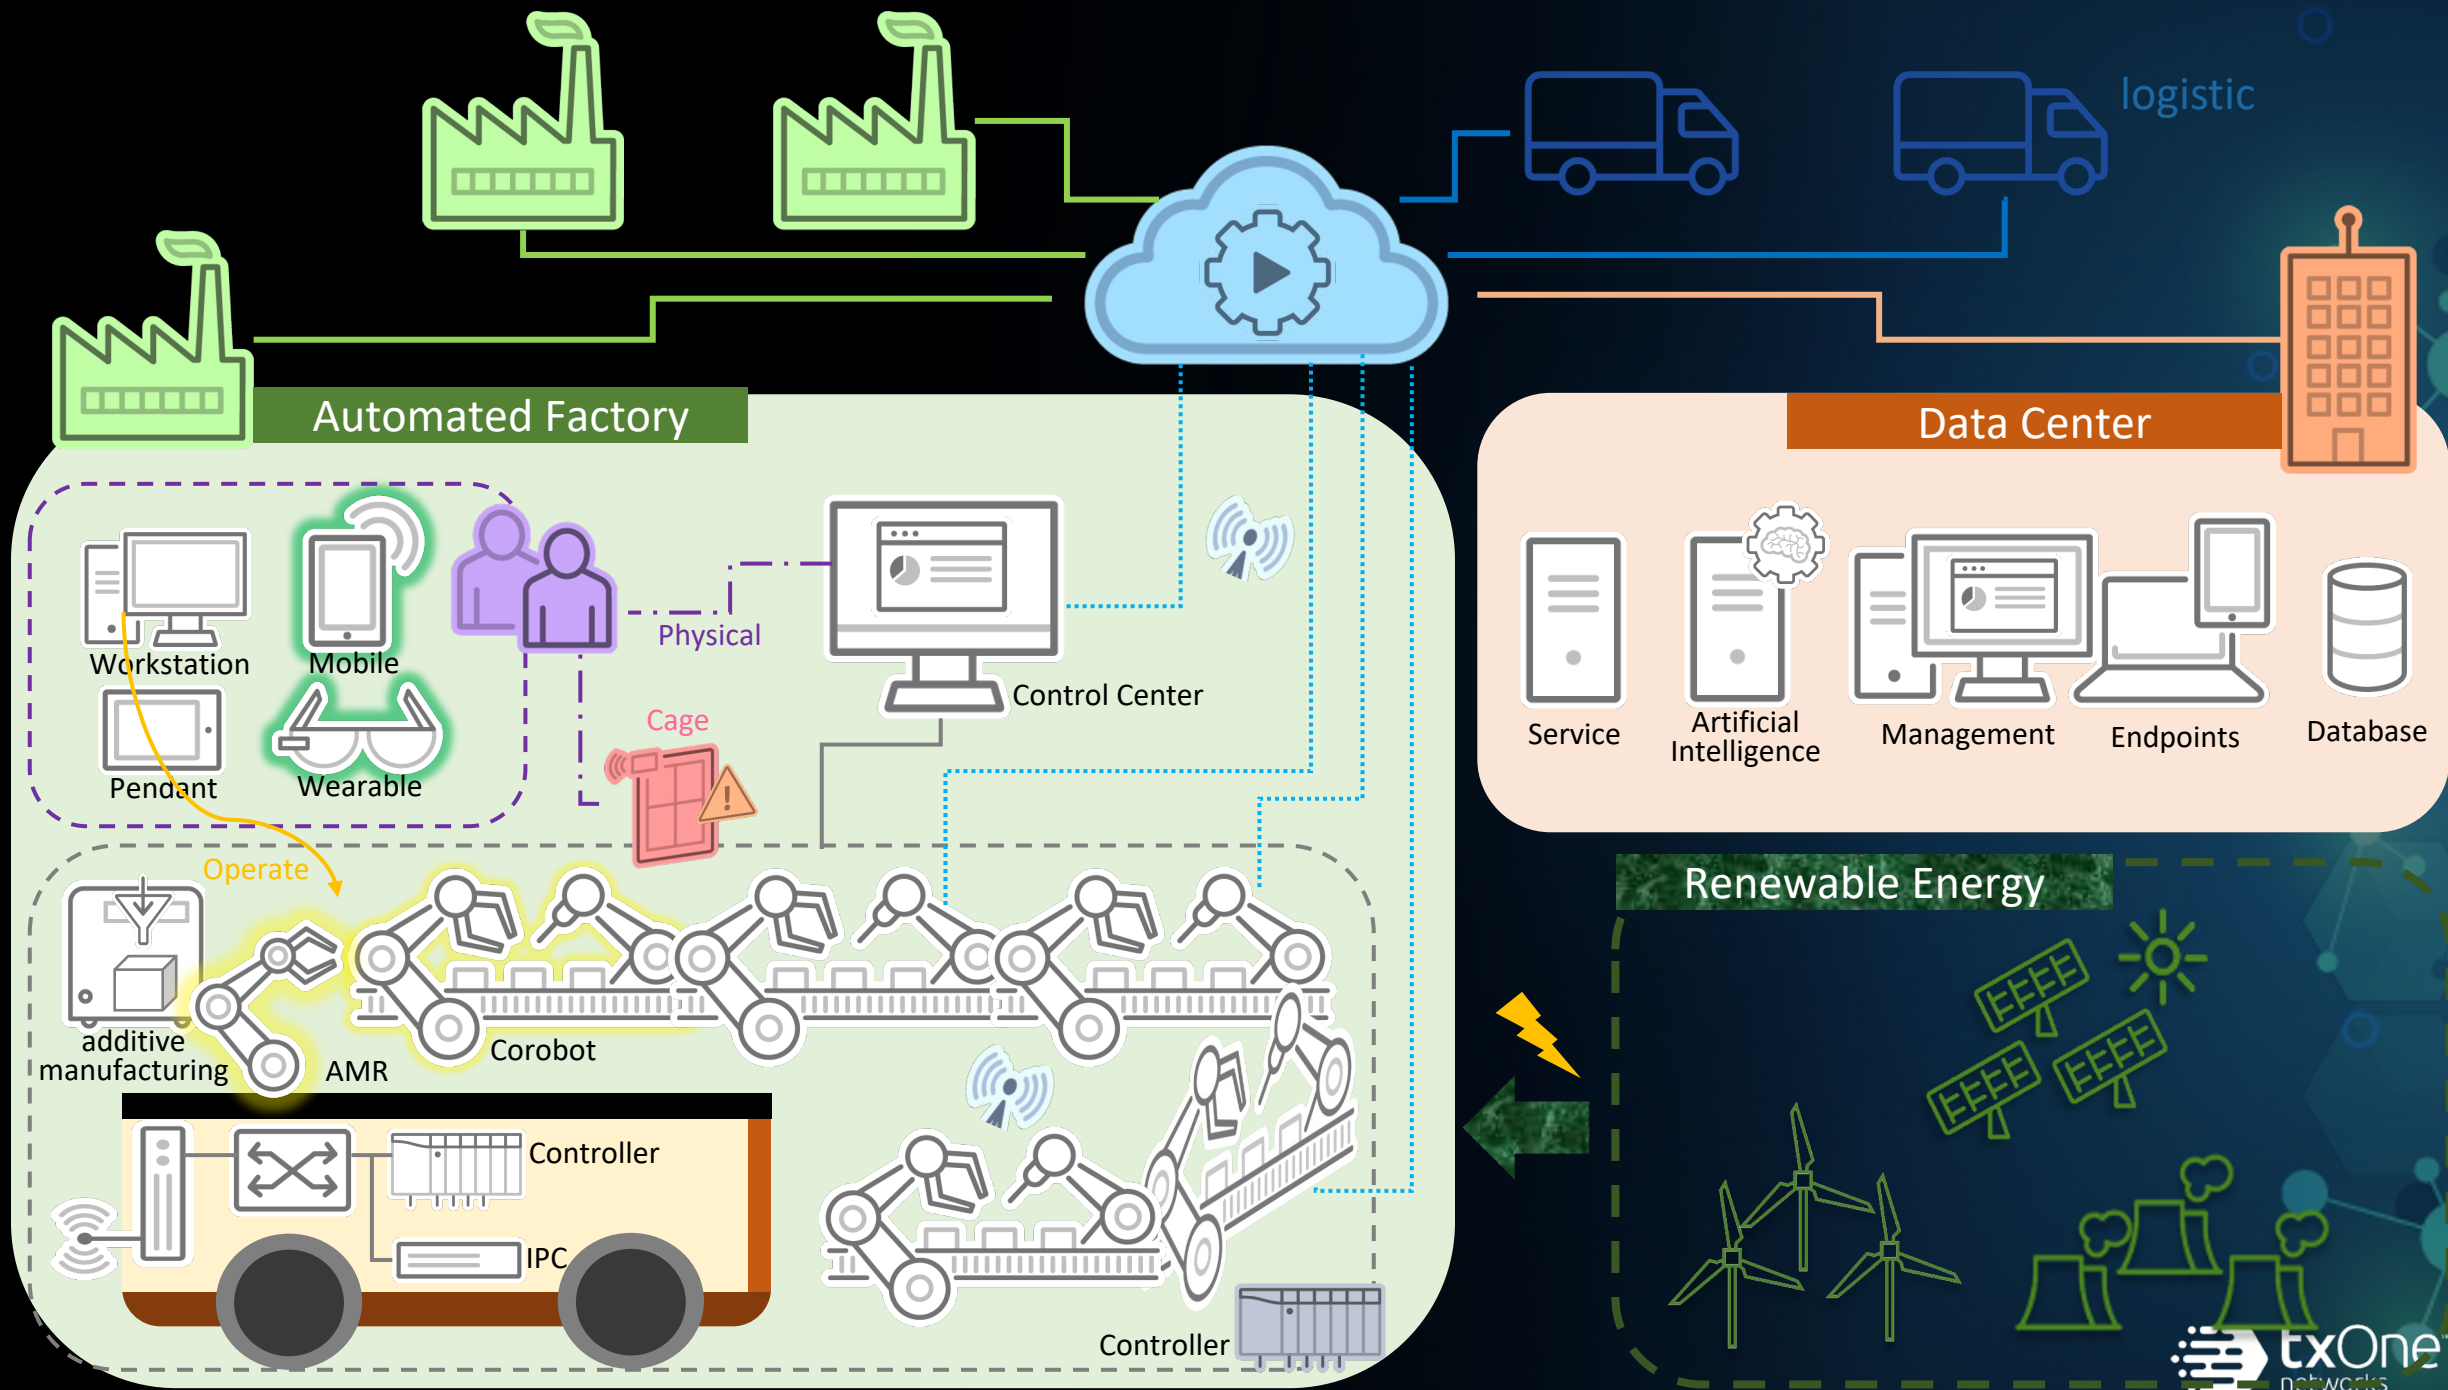 logistic
Automated Factory
Data Center
Workstation
Mobile
Physical
Control Center
Pendant
Wearable
Cage
Service
Artificial
Intelligence
Management
Endpoints
Database
Operate
Renewable Energy
additive
manufacturing
AMR
Corobot
Controller
IPC
Controller
txOne
networks